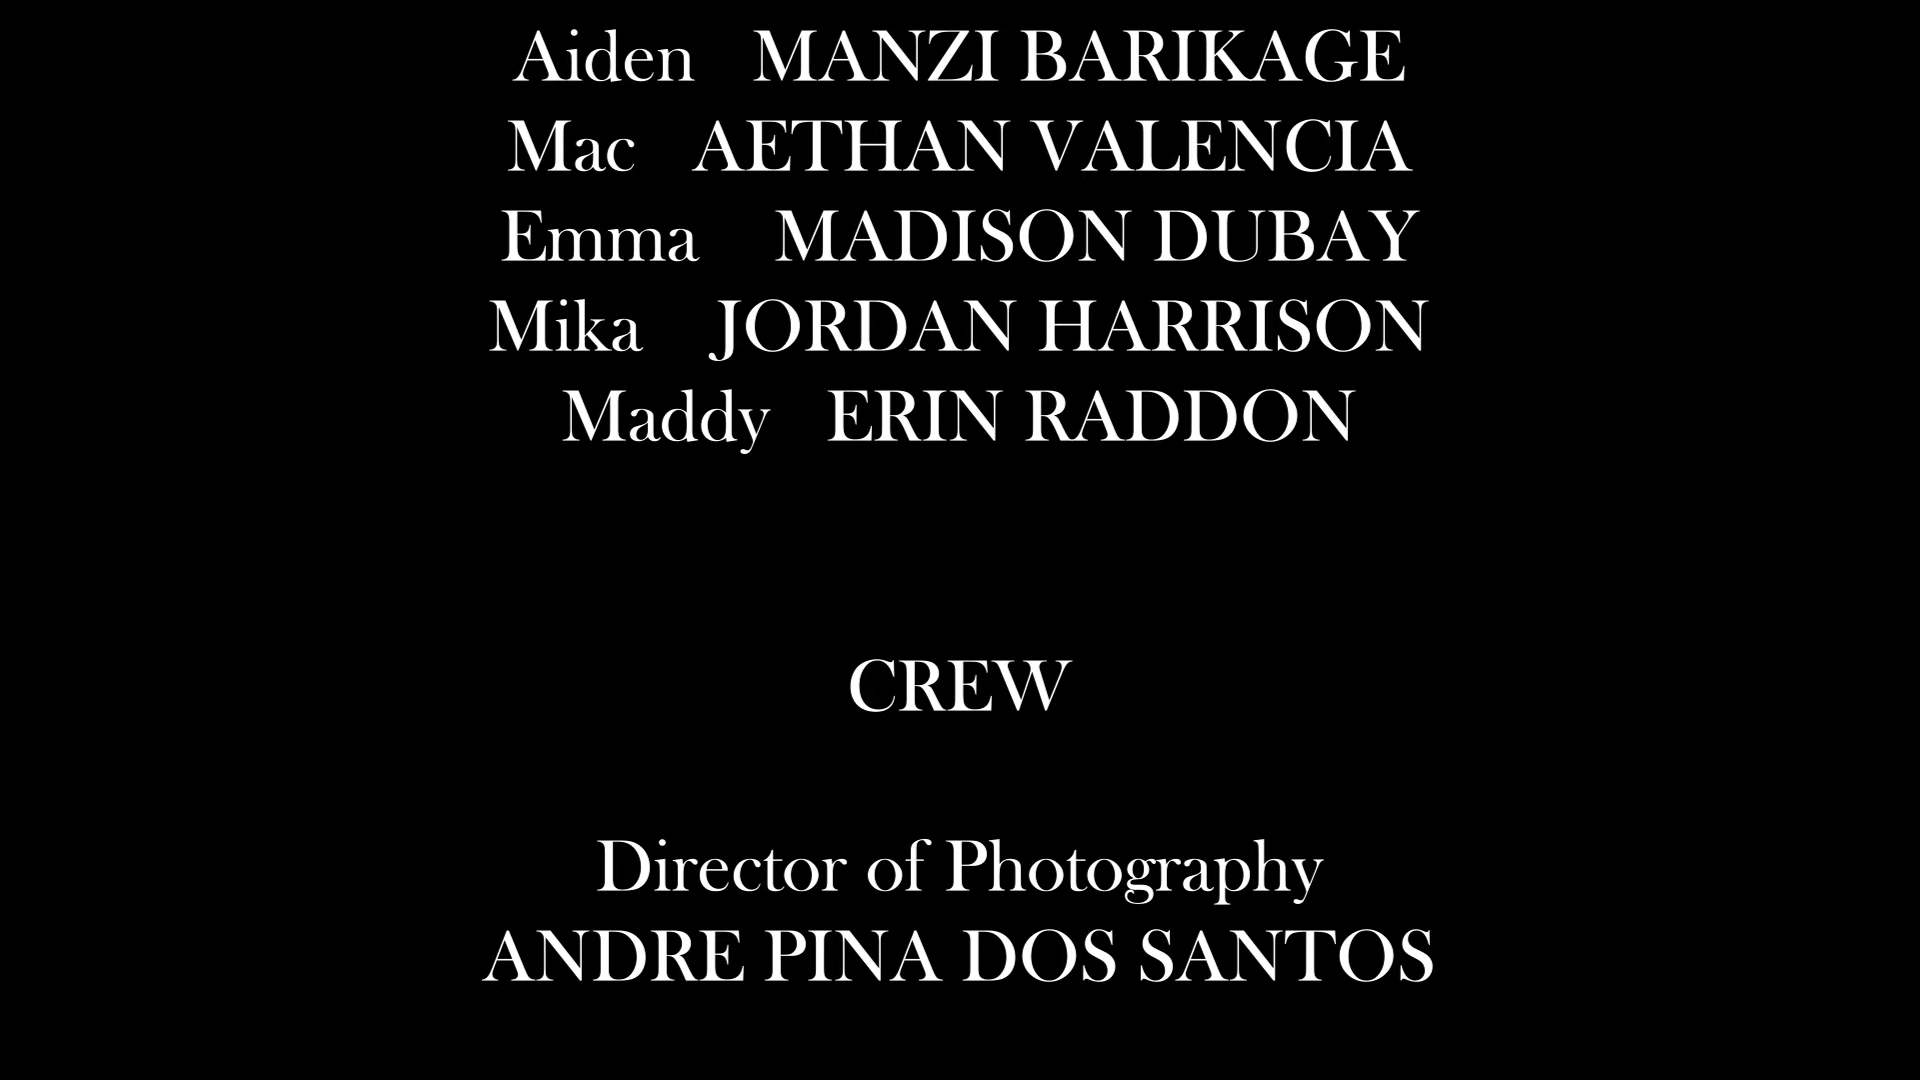 Aiden MANZI BARIKAGE
Mac AETHAN VALENCIA
Emma MADISON DUBAY
Mika JORDAN HARRISON
Maddy ERIN RADDON
CREW
Director of Photography
ANDRE PINA DOS SANTOS